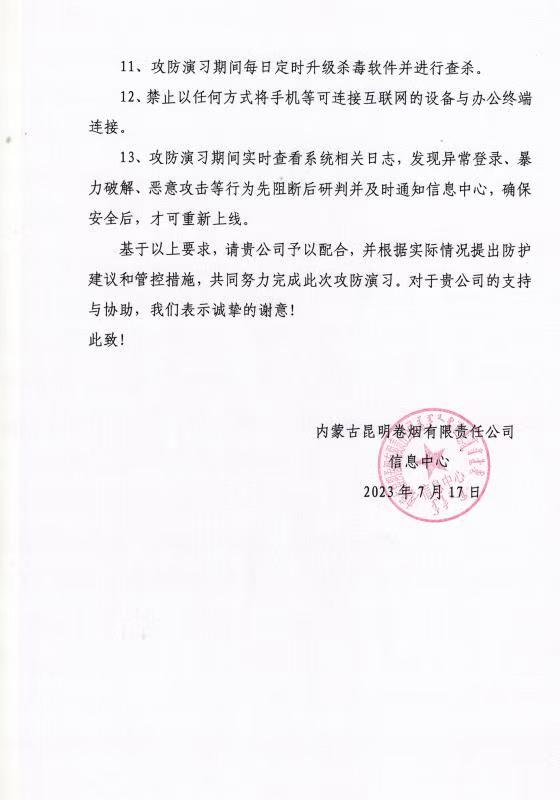 11、攻防演习期间每日定时升级杀毒软件并进行查杀。
12、禁止以任何方式将手机等可连接互联网的设备与办公终端
连接。
13、攻防演习期间实时查看系统相关日志，发现异常登录、暴
力破解、恶意攻击等行为先阻断后研判并及时通知信息中心，确保
安全后，才可重新上线。
基于以上要求，请贵公司予以配合，并根据实际情况提出防护
建议和管控措施，共同努力完成此次攻防演习。对于贵公司的支持
与协助，我们表示诚挚的谢意！
此致！
内蒙古昆明卷烟有限责任公司
信息中心
2023 年 7 月 17 日
信息中心